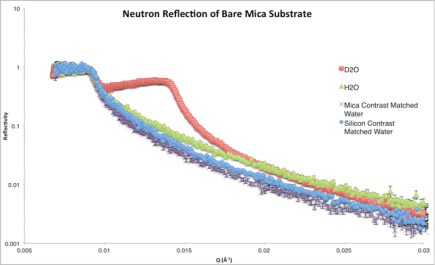 Neutron Reflection of Bare Mica Substrate
10
1
0.1
0.01
0.001
Reflectivity
0.005
0.01
0.015
0.02
0.025
0.03
Q (Å⁻¹)
D2O
H2O
Mica Contrast Matched
Water
Silicon Contrast
Matched Water